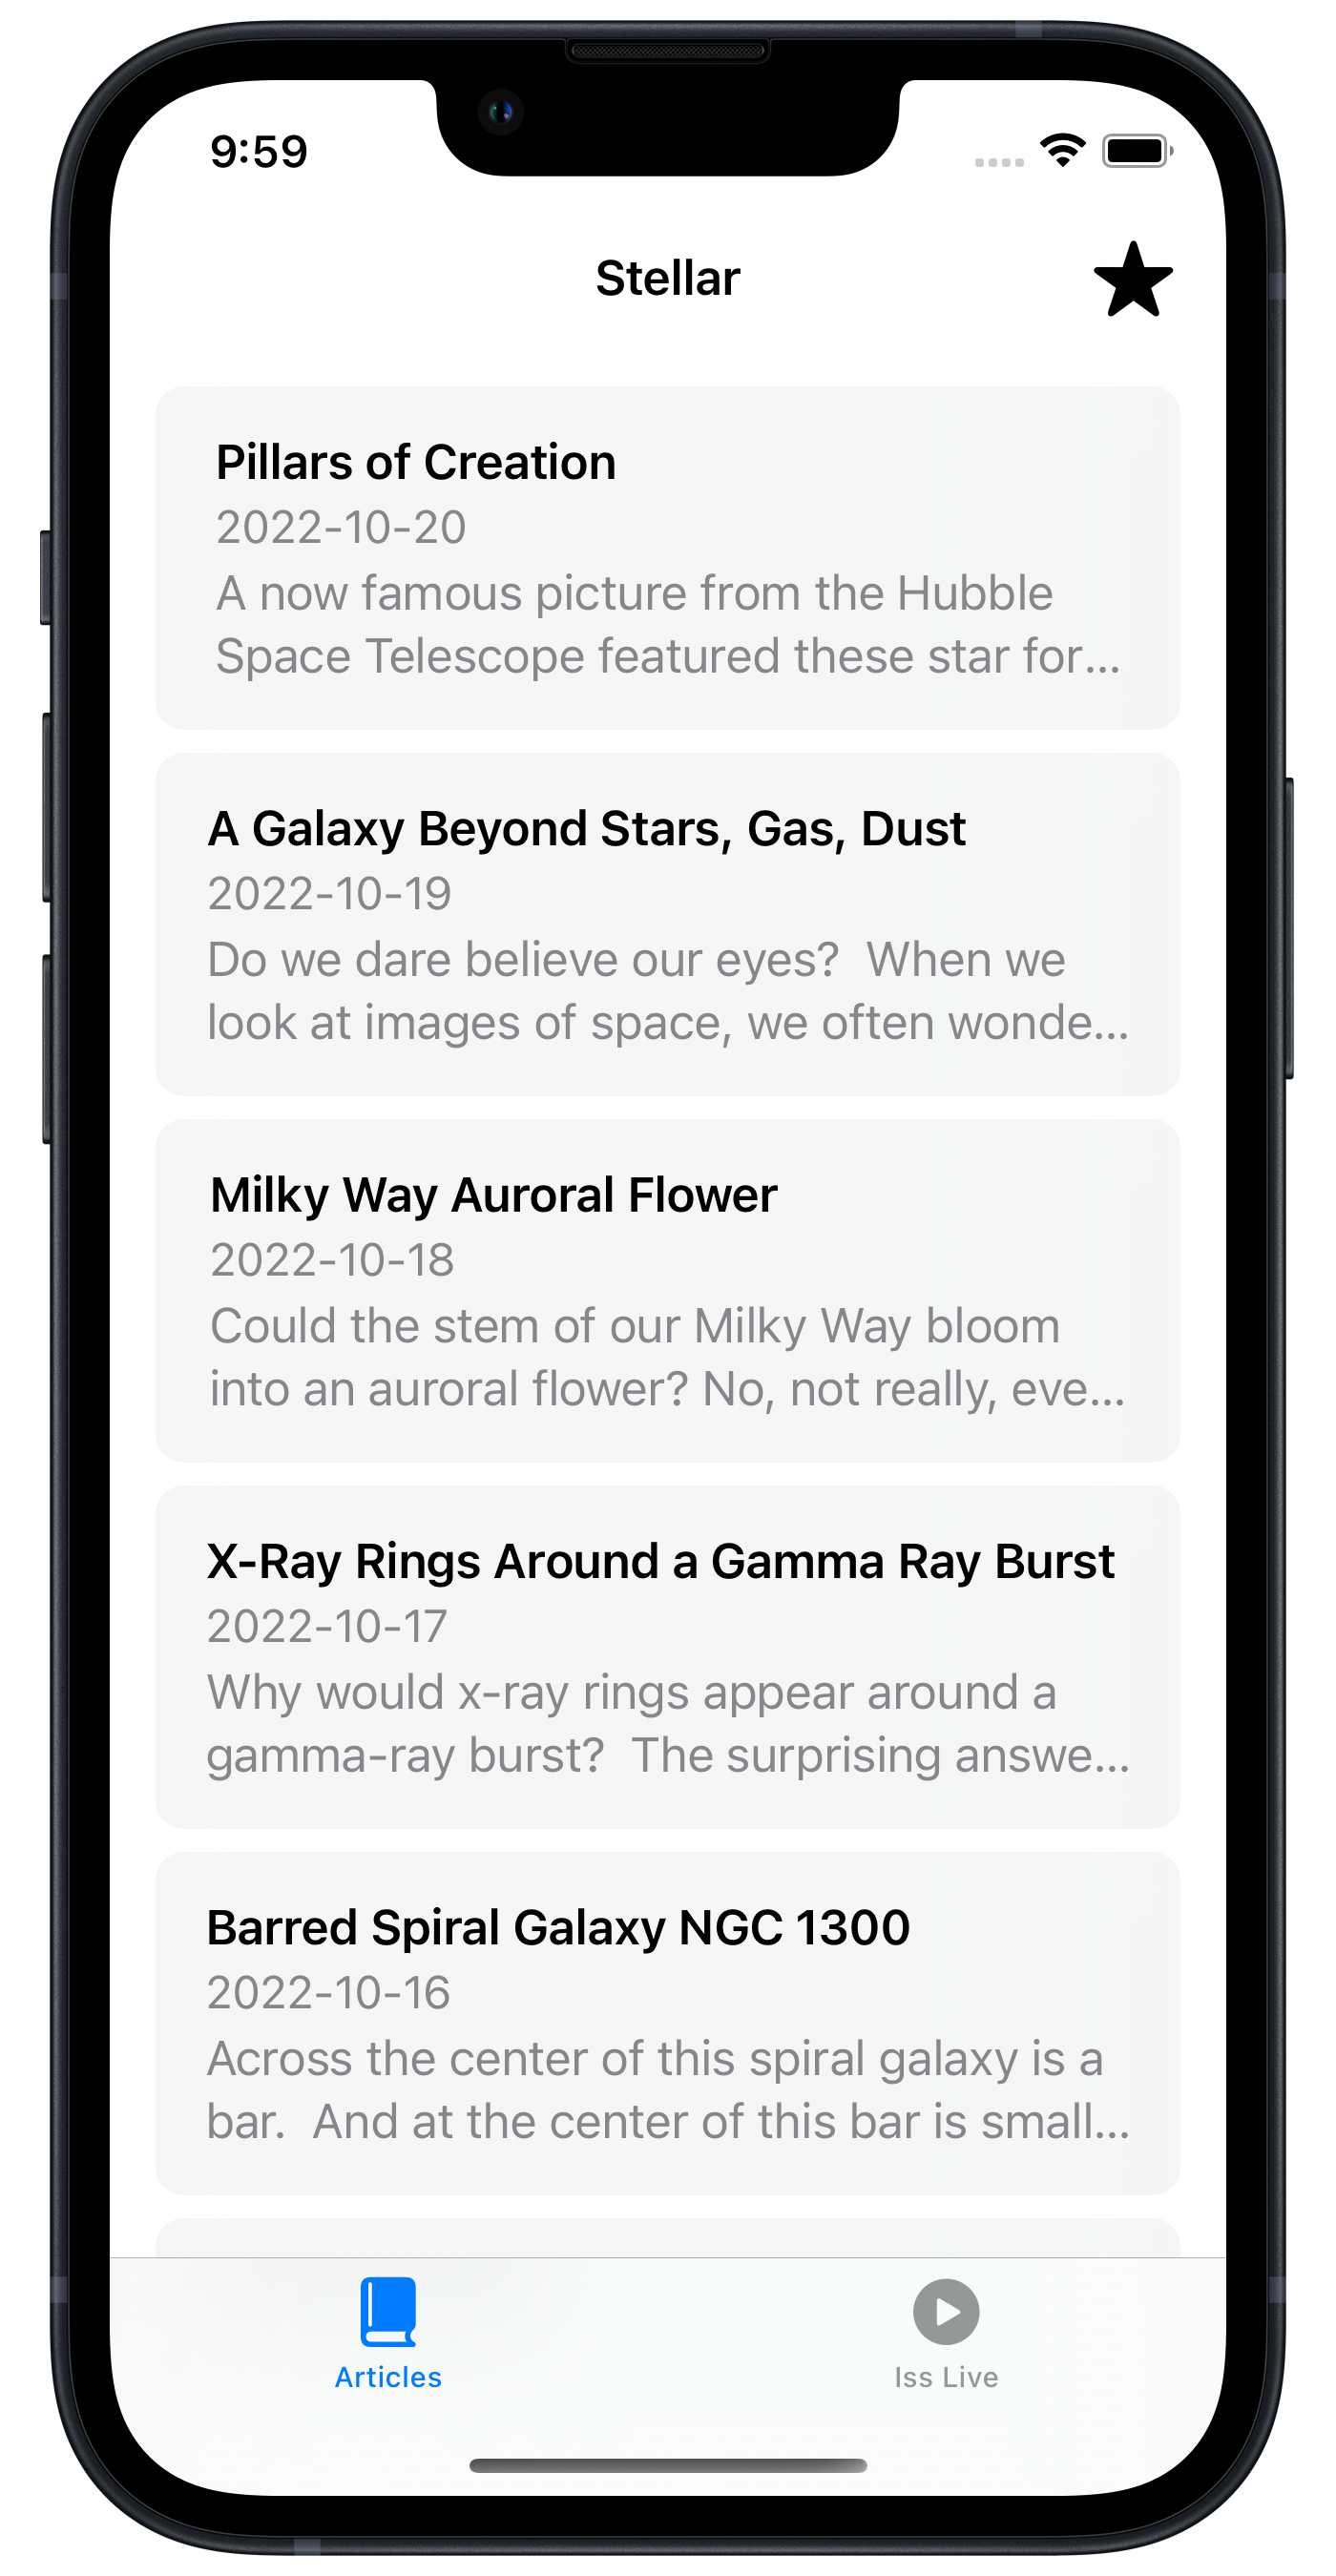 9:59
Stellar
Pillars of Creation
2022-10-20
A now famous picture from the Hubble
Space Telescope featured these star for...
A Galaxy Beyond Stars, Gas, Dust
2022-10-19
Do we dare believe our eyes?  When we
look at images of space, we often wonde...
Milky Way Auroral Flower
2022-10-18
Could the stem of our Milky Way bloom
into an auroral flower? No, not really, eve...
X-Ray Rings Around a Gamma Ray Burst
2022-10-17
Why would x-ray rings appear around a
gamma-ray burst?  The surprising answe...
Barred Spiral Galaxy NGC 1300
2022-10-16
Across the center of this spiral galaxy is a
bar.  And at the center of this bar is small...
Articles
Iss Live